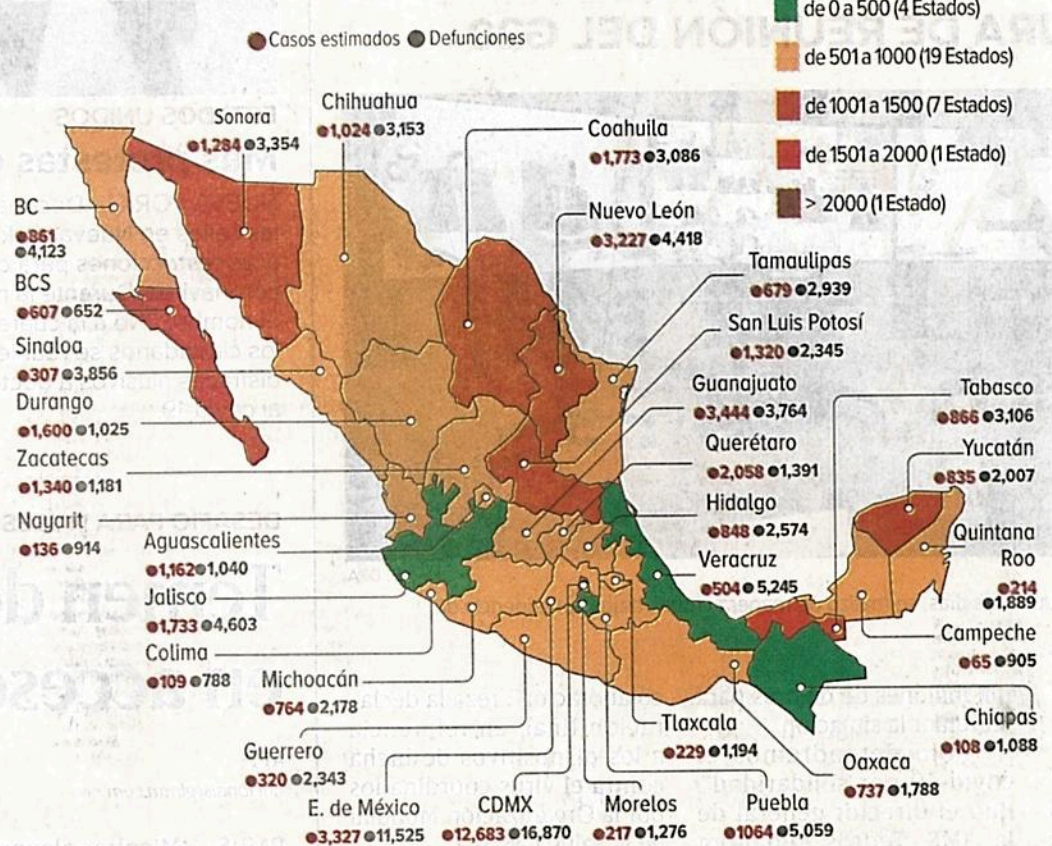 de 0 a 500 (4 Estados)
Casos estimados Defunciones
de 501 a 1000 (19 Estados)
de 1001 a 1500 (7 Estados)
de 1501 a 2000 (1 Estado)
> 2000 (1 Estado)
Sonora
1,284 3,354
Chihuahua
1,024 3,153
Coahuila
1,773 3,086
BC
861
4,123
Nuevo León
3,227 4,418
Tamaulipas
679 2,939
BCS
607 652
San Luis Potosí
1,320 2,345
Sinaloa
307 3,856
Guanajuato
3,444 3,764
Tabasco
866 3,106
Durango
1,600 1,025
Querétaro
2,058 1,391
Yucatán
835 2,007
Zacatecas
1,340 1,181
Hidalgo
848 2,574
Nayarit
136 914
Quintana
Roo
214
1,889
Aguascalientes
1,162 1,040
Veracruz
504 5,245
Jalisco
1,733 4,603
Campeche
65 905
Colima
109 788
Michoacán
764 2,178
Chiapas
108 1,088
Tlaxcala
229 1,194
Guerrero
320 2,343
Oaxaca
737 1,788
E. de México
3,327 11,525
CDMX
12,683 16,870
Morelos
217 1,276
Puebla
1064 5,059